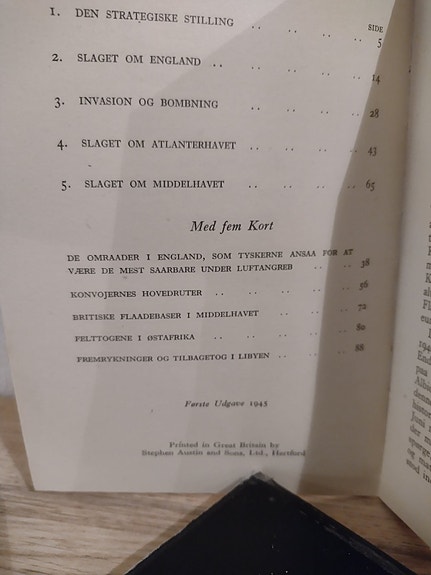 SIDE
1. DEN STRATEGISKE STILLING .. .. .. 5
2. SLAGET OM ENGLAND .. .. .. .. 14
3. INVASION OG BOMBNING .. .. .. .. 28
4. SLAGET OM ATLANTERHAVET .. .. .. 43
5. SLAGET OM MIDDELHAVET .. .. .. 65
Med fem Kort
DE OMRAADER I ENGLAND, SOM TYSKERNE ANSAA FOR AT
VÆRE DE MEST SAARBARE UNDER LUFTANGREB .. .. 38
KONVOJERNES HOVEDRUTER .. .. .. .. 56
BRITISKE FLAADEBASER I MIDDELHAVET .. .. .. 72
FELTTOGENE I ØSTAFRIKA .. .. .. .. 80
FREMRYKNINGER OG TILBAGETOG I LIBYEN .. .. .. 88
Første Udgave 1945
Printed in Great Britain by
Stephen Austin and Sons, Ltd., Hertford